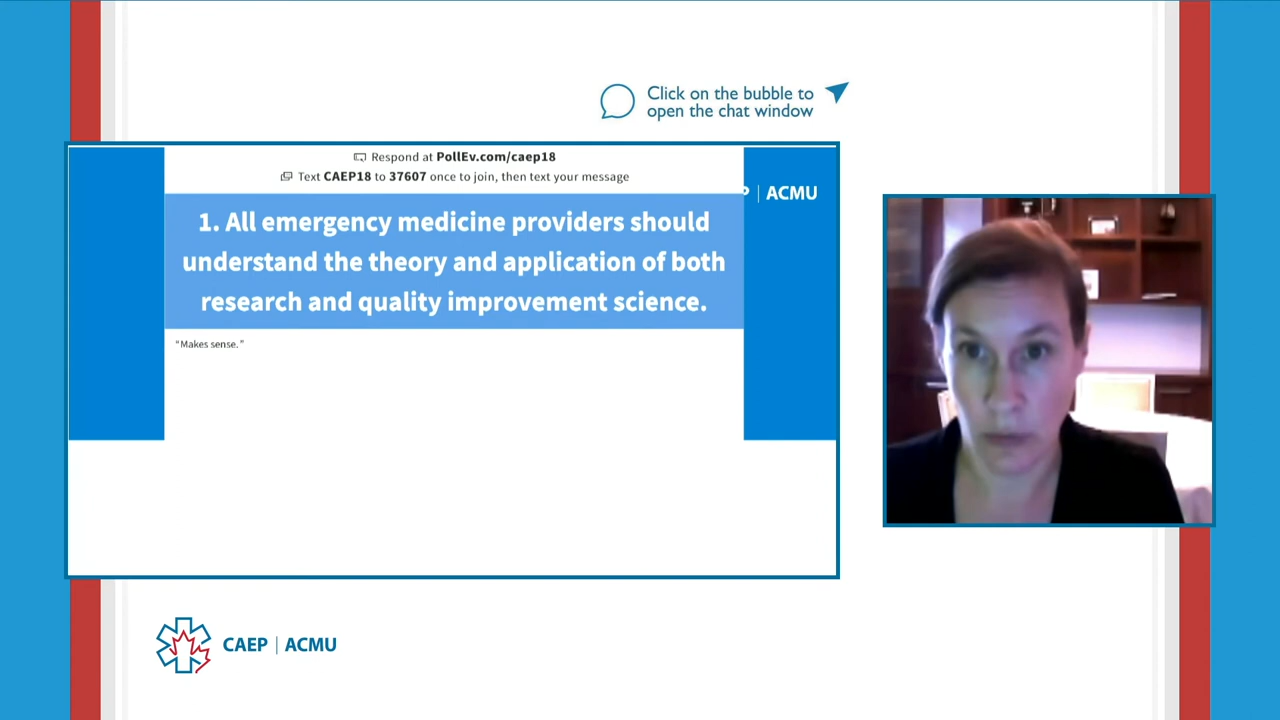 Click on the bubble to
open the chat window
Respond at PollEv.com/caep18
Text CAEP18 to 37607 once to join, then text your message
| ACMU
1. All emergency medicine providers should
understand the theory and application of both
research and quality improvement science.
“Makes sense.”
CAEP | ACMU